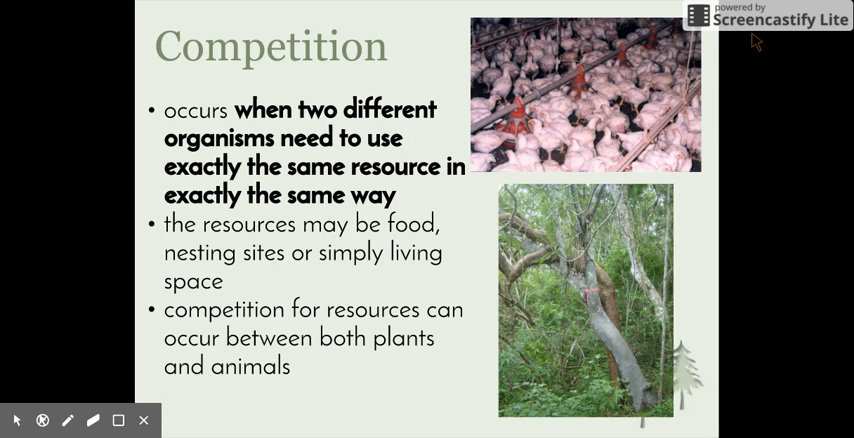 powered by
Screencastify Lite
Competition
• occurs when two different
organisms need to use
exactly the same resource in
exactly the same way
• the resources may be food,
nesting sites or simply living
space
• competition for resources can
occur between both plants
and animals